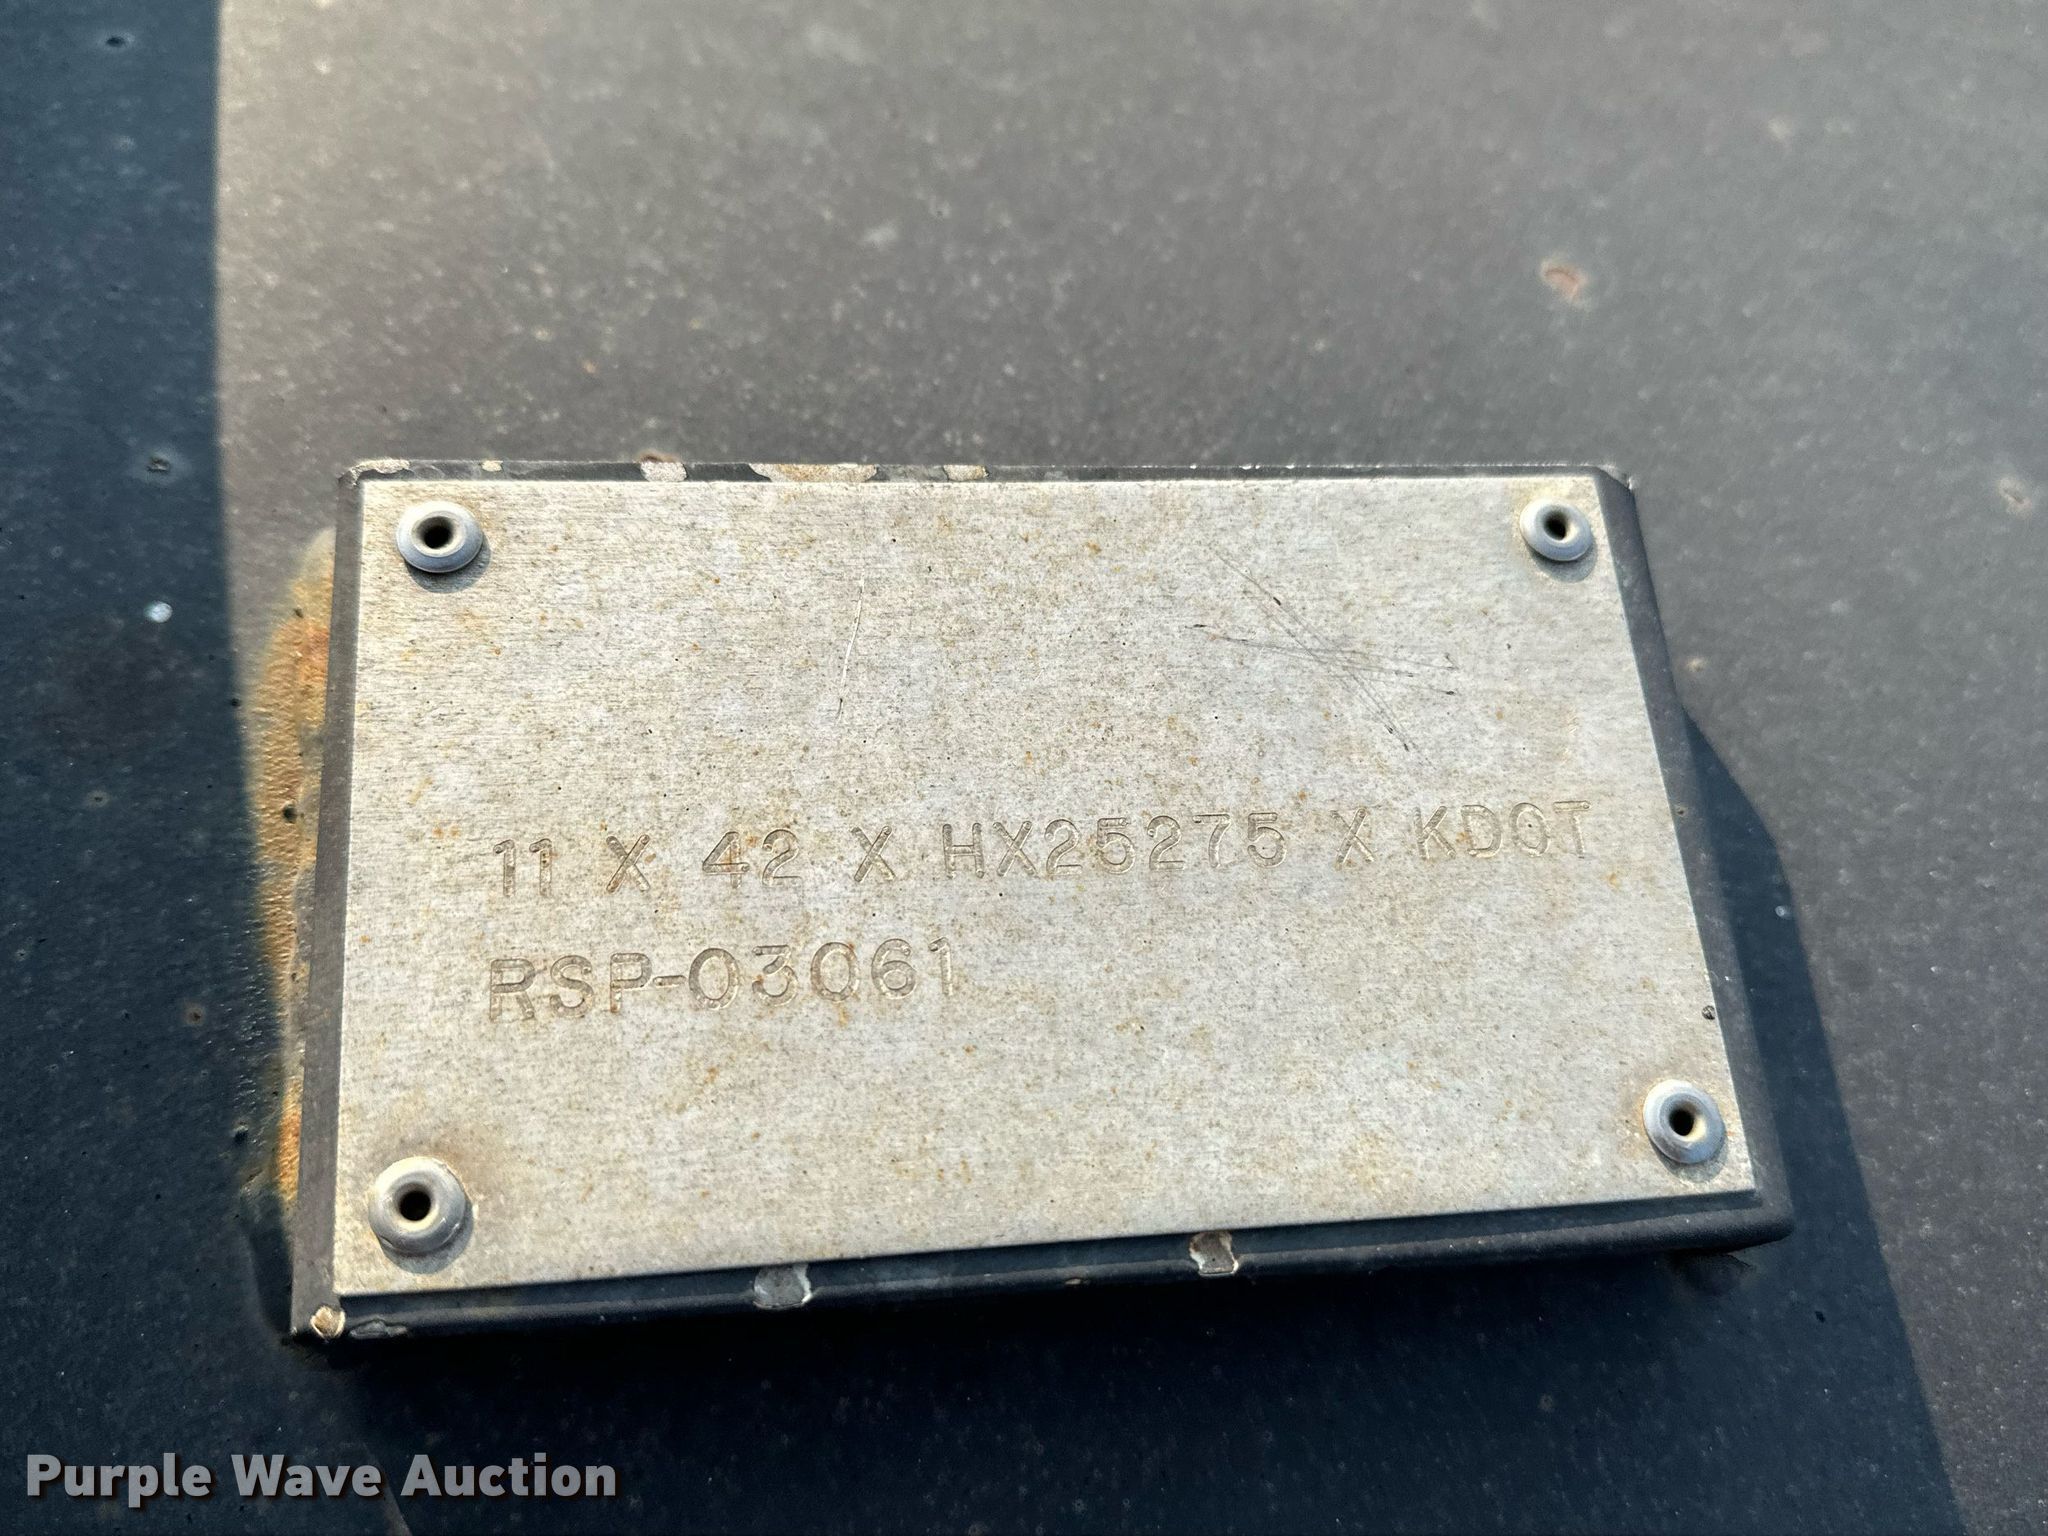 11 X 42 X HX25275 X KDOT
RSP-03061
Purple Wave Auction